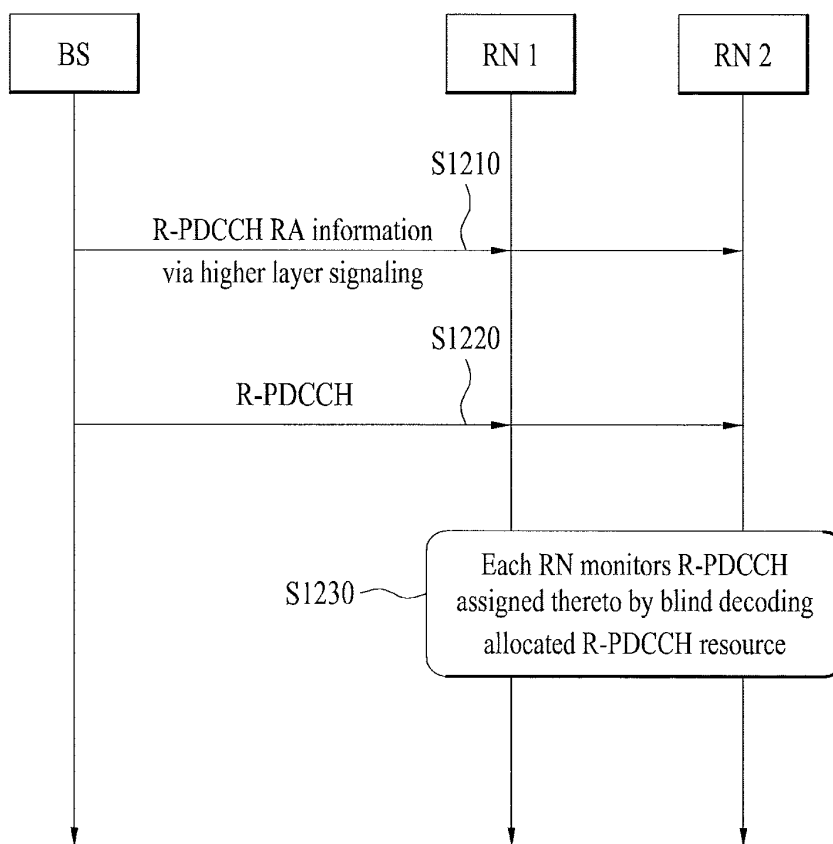 BS
RN 1
RN 2
S1210
R-PDCCH RA information
via higher layer signaling
S1220
R-PDCCH
S1230
Each RN monitors R-PDCCH
assigned thereto by blind decoding
allocated R-PDCCH resource